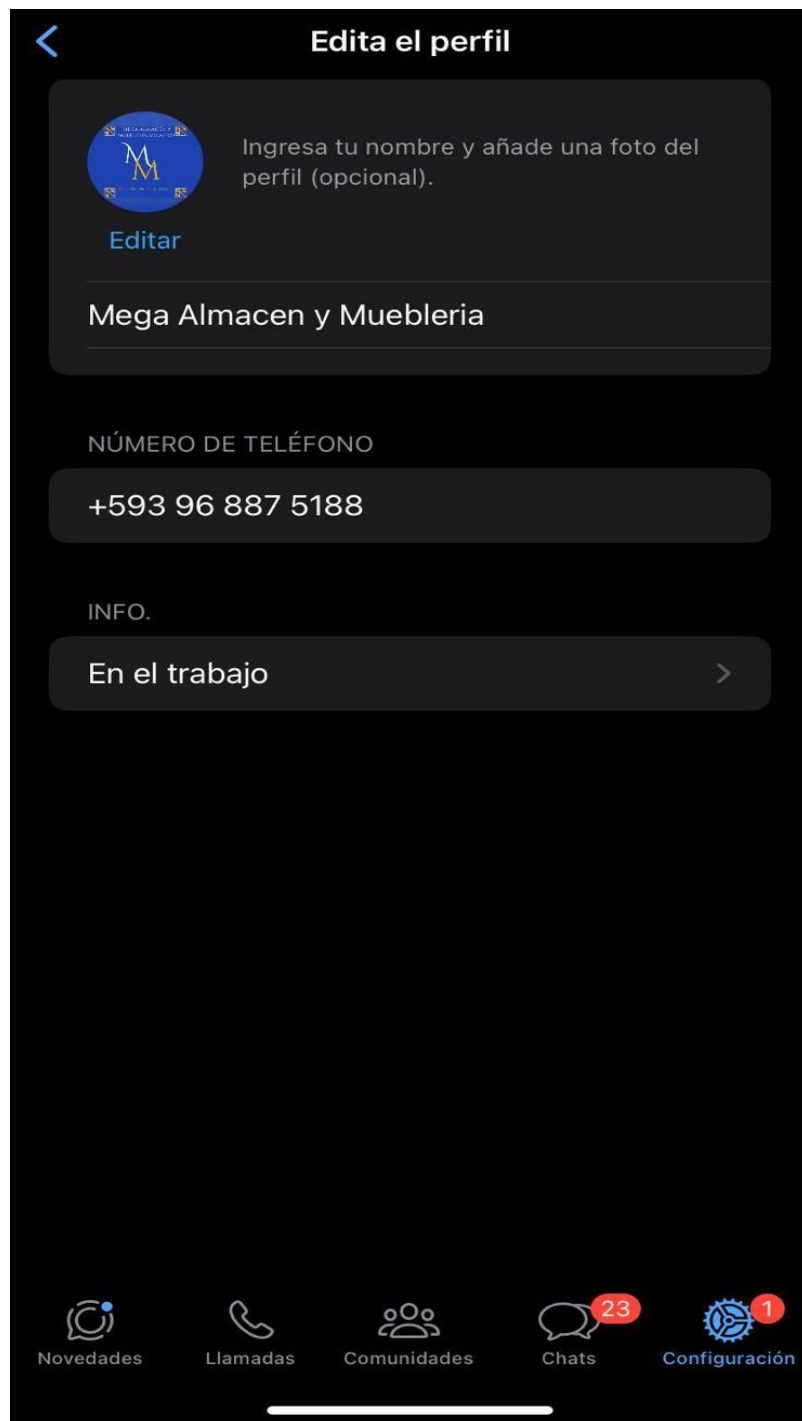 Edita el perfil
Ingresa tu nombre y añade una foto del
perfil (opcional).
Editar
Mega Almacen y Muebleria
NÚMERO DE TELÉFONO
+593 96 887 5188
INFO.
En el trabajo
23
1
Novedades
Llamadas
Comunidades
Chats
Configuración